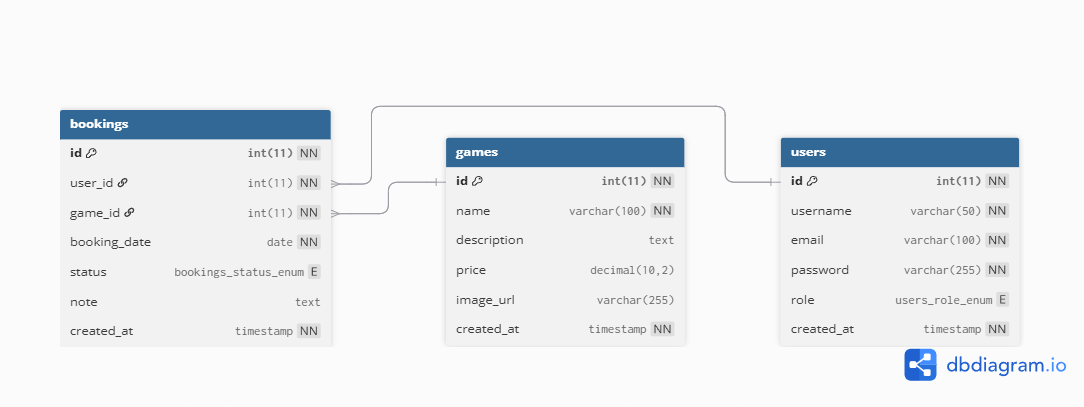 bookings
id int(11) NN
user_id int(11) NN
game_id int(11) NN
booking_date date NN
status bookings_status_enum E
note text
created_at timestamp NN
games
id int(11) NN
name varchar(100) NN
description text
price decimal(10,2)
image_url varchar(255)
created_at timestamp NN
users
id int(11) NN
username varchar(50) NN
email varchar(100) NN
password varchar(255) NN
role users_role_enum E
created_at timestamp NN
dbdiagram.io